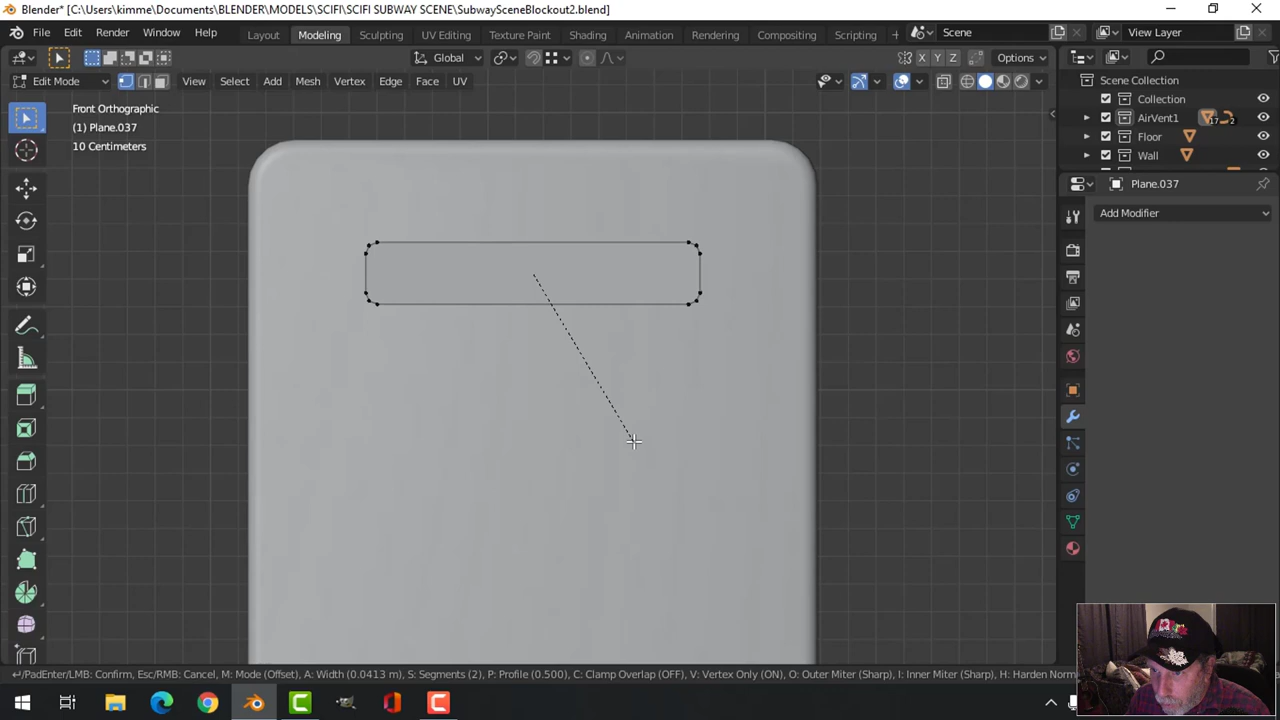 Blender* [C:\Users\kimme\Documents\BLENDER\MODELS\SCIFI\SCIFI SUBWAY SCENE\SubwaySceneBlockout2.blend]
File Edit Render Window Help Layout Modeling Sculpting UV Editing Texture Paint Shading Animation Rendering Compositing Scripting + Scene View Layer
Global X Y Z Options
Edit Mode View Select Add Mesh Vertex Edge Face UV
Scene Collection
Collection
AirVent1 17 2
Floor
Wall
Front Orthographic
(1) Plane.037
10 Centimeters
Plane.037
Add Modifier
↵/PadEnter/LMB: Confirm, Esc/RMB: Cancel, M: Mode (Offset), A: Width (0.0413 m), S: Segments (2), P: Profile (0.500), C: Clamp Overlap (OFF), V: Vertex Only (ON), O: Outer Miter (Sharp), I: Inner Miter (Sharp), H: Harden Norm